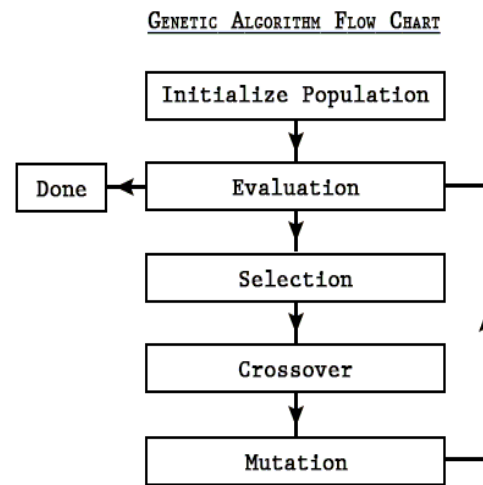 Genetic Algorithm Flow Chart
Initialize Population
Done
Evaluation
Selection
Crossover
Mutation